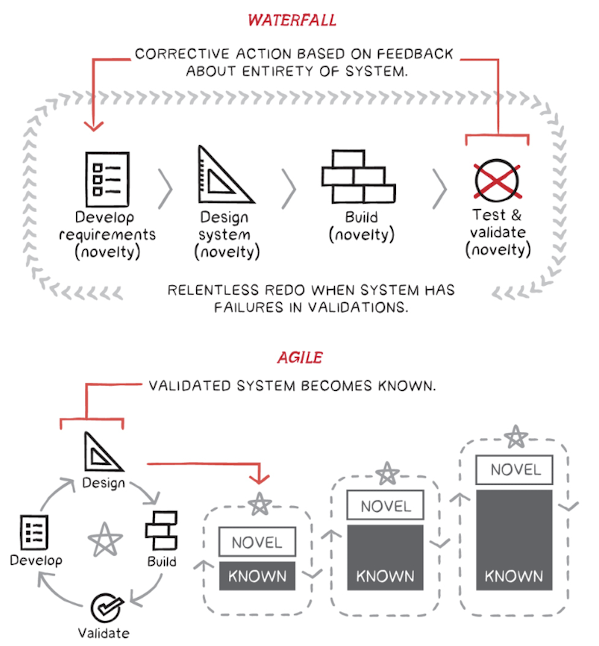 WATERFALL
CORRECTIVE ACTION BASED ON FEEDBACK
ABOUT ENTIRETY OF SYSTEM.
Develop
requirements
(novelty)
Design
system
(novelty)
Build
(novelty)
Test &
validate
(novelty)
RELENTLESS REDO WHEN SYSTEM HAS
FAILURES IN VALIDATIONS.
AGILE
VALIDATED SYSTEM BECOMES KNOWN.
Design
Develop
Build
Validate
NOVEL
KNOWN
NOVEL
KNOWN
NOVEL
KNOWN